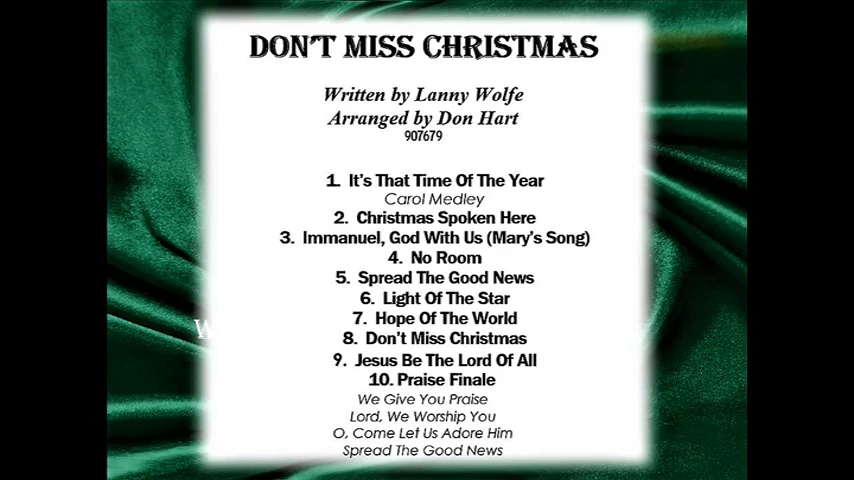 DON'T MISS CHRISTMAS
Written by Lanny Wolfe
Arranged by Don Hart
907679
1. It's That Time Of The Year
Carol Medley
2. Christmas Spoken Here
3. Immanuel, God With Us (Mary's Song)
4. No Room
5. Spread The Good News
6. Light Of The Star
7. Hope Of The World
8. Don't Miss Christmas
9. Jesus Be The Lord Of All
10. Praise Finale
We Give You Praise
Lord, We Worship You
O, Come Let Us Adore Him
Spread The Good News